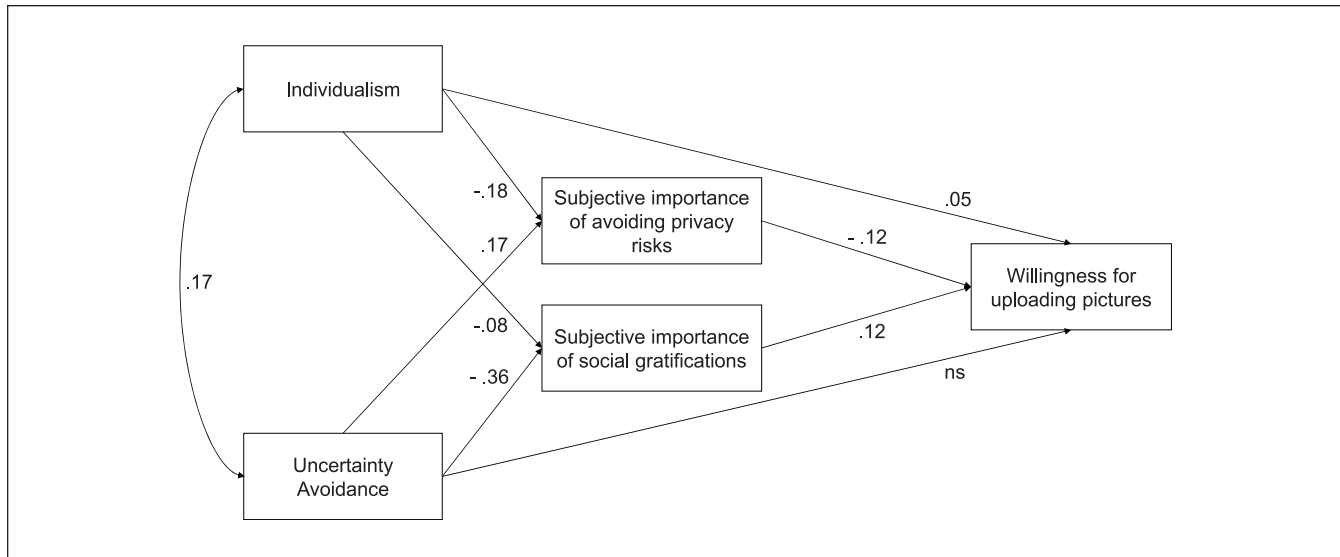 Individualism
-.18
Subjective importance
of avoiding privacy
risks
.05
.17
- .12
.17
Willingness for
uploading pictures
-.08
Subjective importance
of social gratifications
.12
- .36
ns
Uncertainty
Avoidance